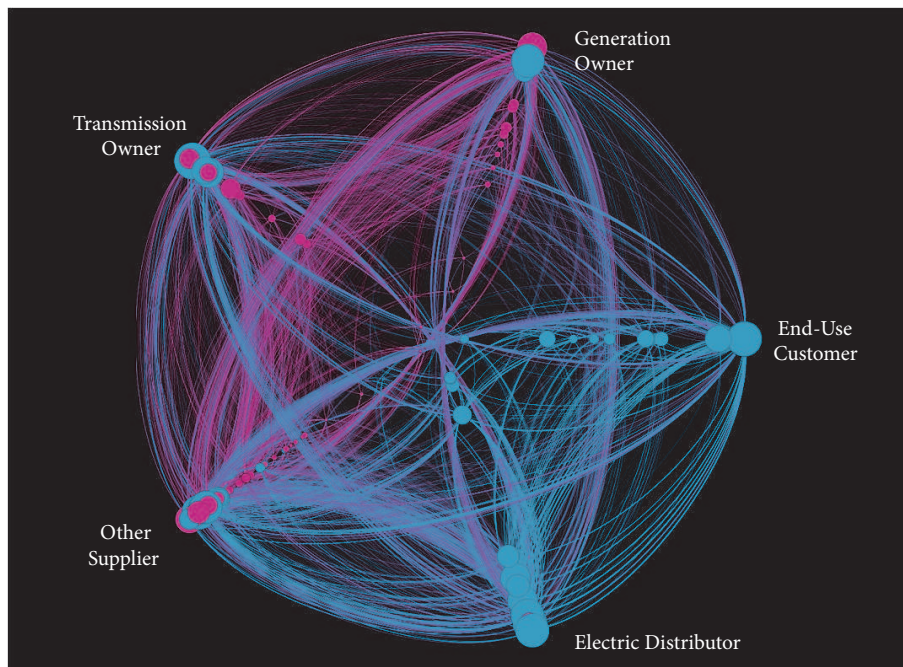 Generation
Owner
Transmission
Owner
End-Use
Customer
Other
Supplier
Electric Distributor